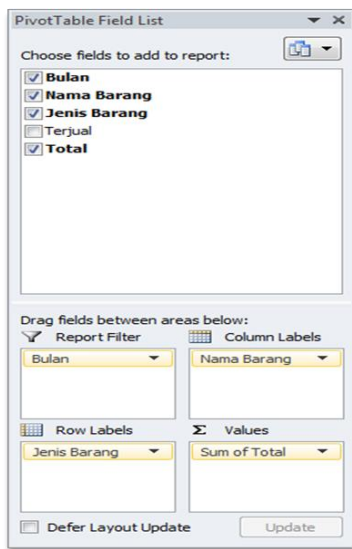 PivotTable Field List
Choose fields to add to report:
Bulan
Nama Barang
Jenis Barang
Terjual
Total
Drag fields between areas below:
Report Filter Column Labels
Bulan Nama Barang
Row Labels Σ Values
Jenis Barang Sum of Total
Defer Layout Update Update